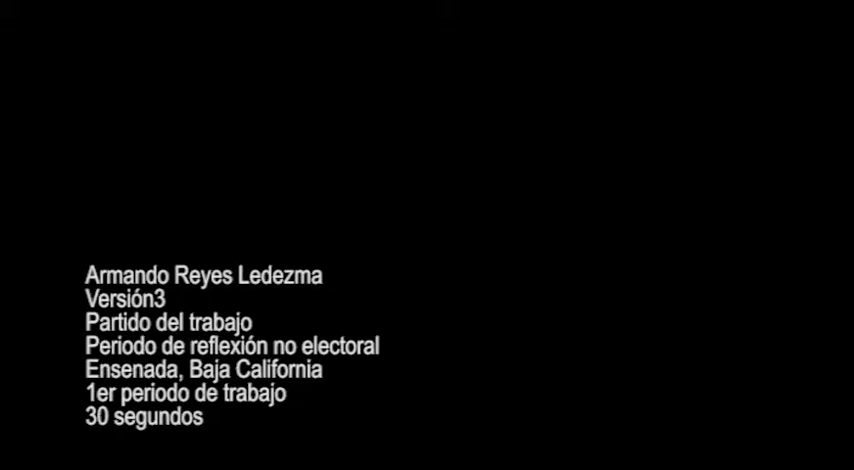 Armando Reyes Ledezma
Versión3
Partido del trabajo
Periodo de reflexión no electoral
Ensenada, Baja California
1er periodo de trabajo
30 segundos